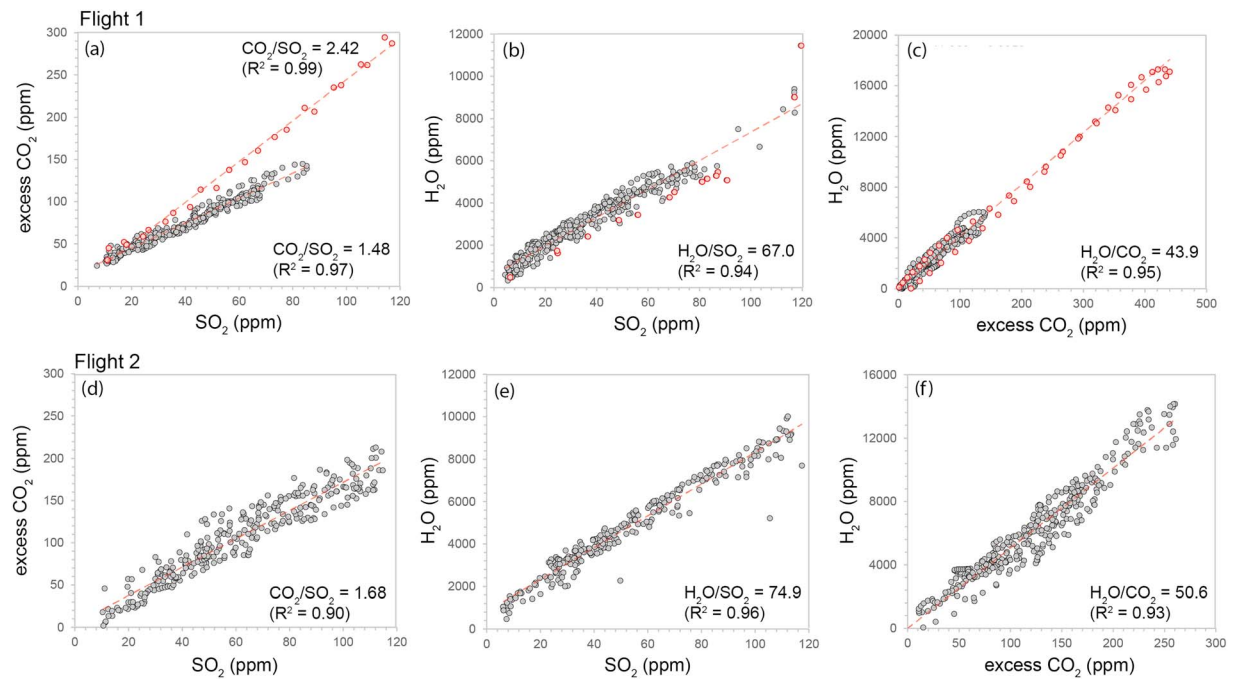 Flight 1
(a)
CO2/SO2 = 2.42
(R2 = 0.99)
CO2/SO2 = 1.48
(R2 = 0.97)
300
250
200
150
100
50
0
0 20 40 60 80 100 120
excess CO2 (ppm)
SO2 (ppm)
(b)
H2O/SO2 = 67.0
(R2 = 0.94)
12000
10000
8000
6000
4000
2000
0
0 20 40 60 80 100 120
H2O (ppm)
SO2 (ppm)
(c)
H2O/CO2 = 43.9
(R2 = 0.95)
20000
16000
12000
8000
4000
0
0 100 200 300 400 500
H2O (ppm)
excess CO2 (ppm)
Flight 2
(d)
CO2/SO2 = 1.68
(R2 = 0.90)
300
250
200
150
100
50
0
0 20 40 60 80 100 120
excess CO2 (ppm)
SO2 (ppm)
(e)
H2O/SO2 = 74.9
(R2 = 0.96)
12000
10000
8000
6000
4000
2000
0
0 20 40 60 80 100 120
H2O (ppm)
SO2 (ppm)
(f)
H2O/CO2 = 50.6
(R2 = 0.93)
16000
12000
8000
4000
0
0 50 100 150 200 250 300
H2O (ppm)
excess CO2 (ppm)